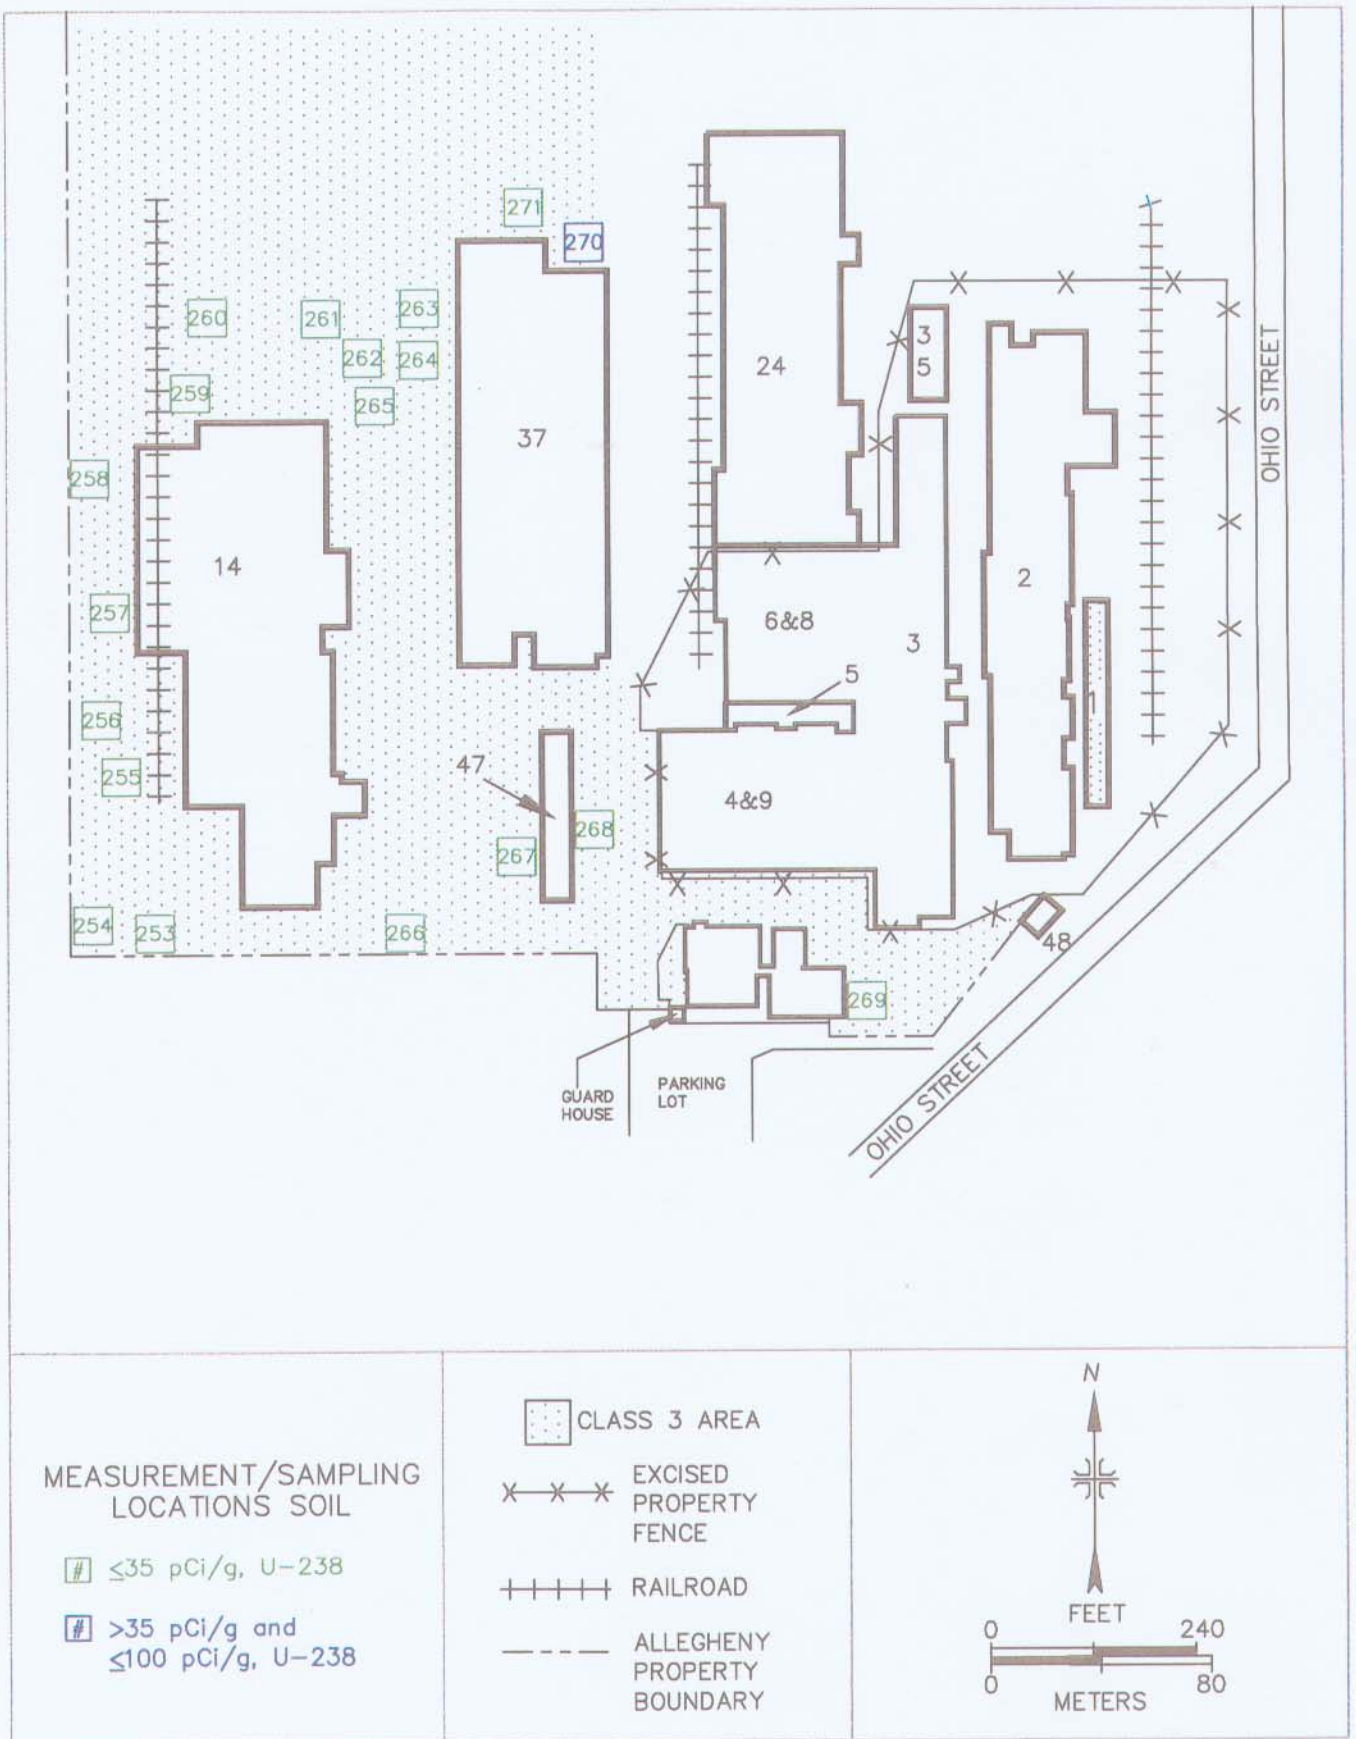 271
270
260
261
263
262
264
259
265
258
14
257
256
255
254
253
266
37
47
267
268
24
3
5
6&8
3
5
4&9
2
1
OHIO STREET
48
269
GUARD
HOUSE
PARKING
LOT
OHIO STREET
MEASUREMENT/SAMPLING
LOCATIONS SOIL
# ≤35 pCi/g, U-238
# >35 pCi/g and
≤100 pCi/g, U-238
CLASS 3 AREA
EXCISED
PROPERTY
FENCE
RAILROAD
ALLEGHENY
PROPERTY
BOUNDARY
N
FEET
0 240
0 80
METERS